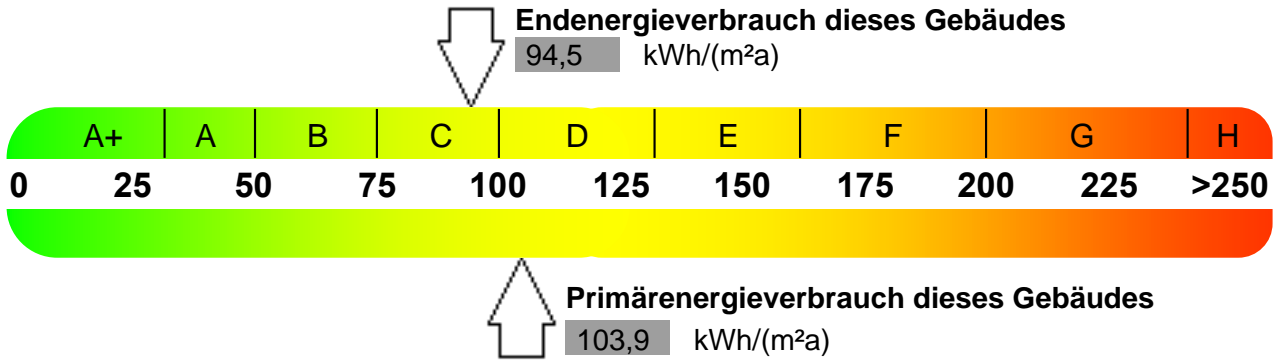 Endenergieverbrauch dieses Gebäudes
94,5 kWh/(m²a)
A+ A B C D E F G H
0 25 50 75 100 125 150 175 200 225 >250
Primärenergieverbrauch dieses Gebäudes
103,9 kWh/(m²a)